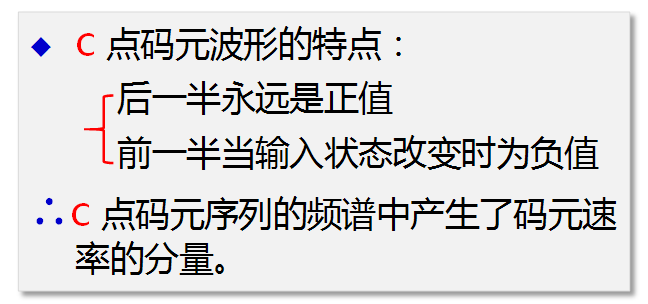 ◆ C 点码元波形的特点：
后一半永远是正值
前一半当输入状态改变时为负值
∴C 点码元序列的频谱中产生了码元速
率的分量。